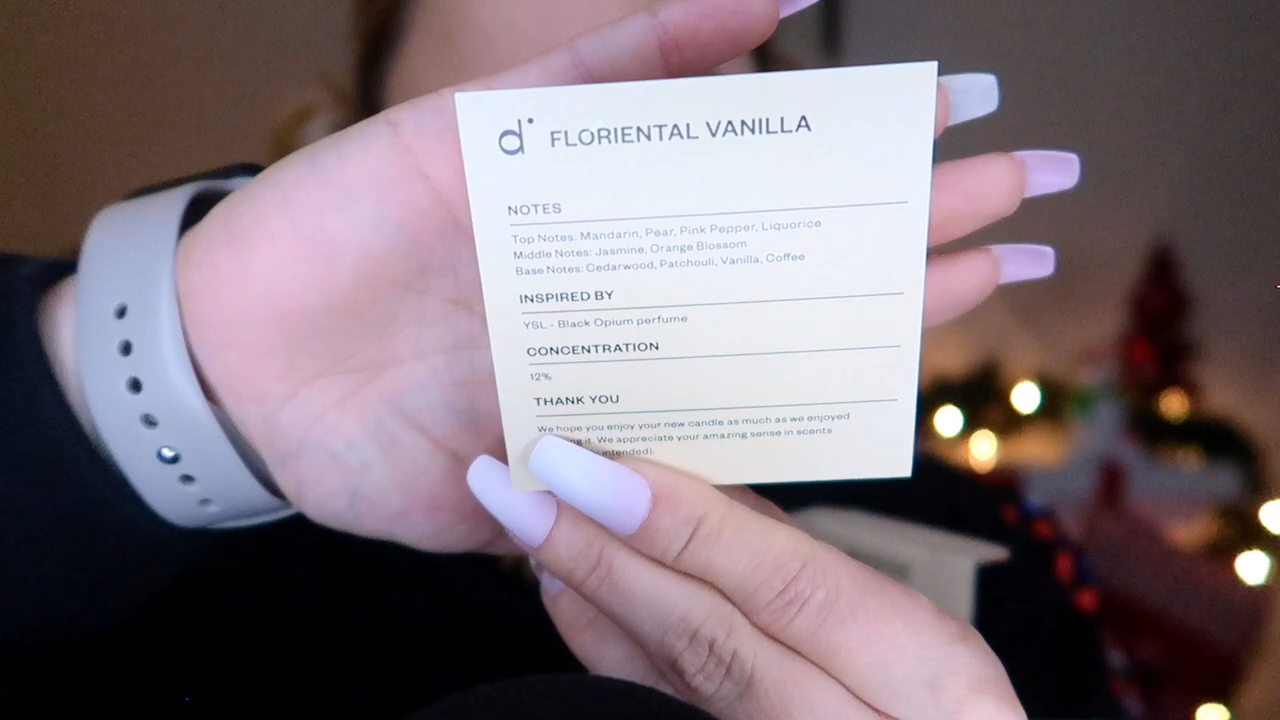 d· FLORIENTAL VANILLA
NOTES
Top Notes: Mandarin, Pear, Pink Pepper, Liquorice
Middle Notes: Jasmine, Orange Blossom
Base Notes: Cedarwood, Patchouli, Vanilla, Coffee
INSPIRED BY
YSL - Black Opium perfume
CONCENTRATION
12%
THANK YOU
We hope you enjoy your new candle as much as we enjoyed
it. We appreciate your amazing sense in scents
intended).